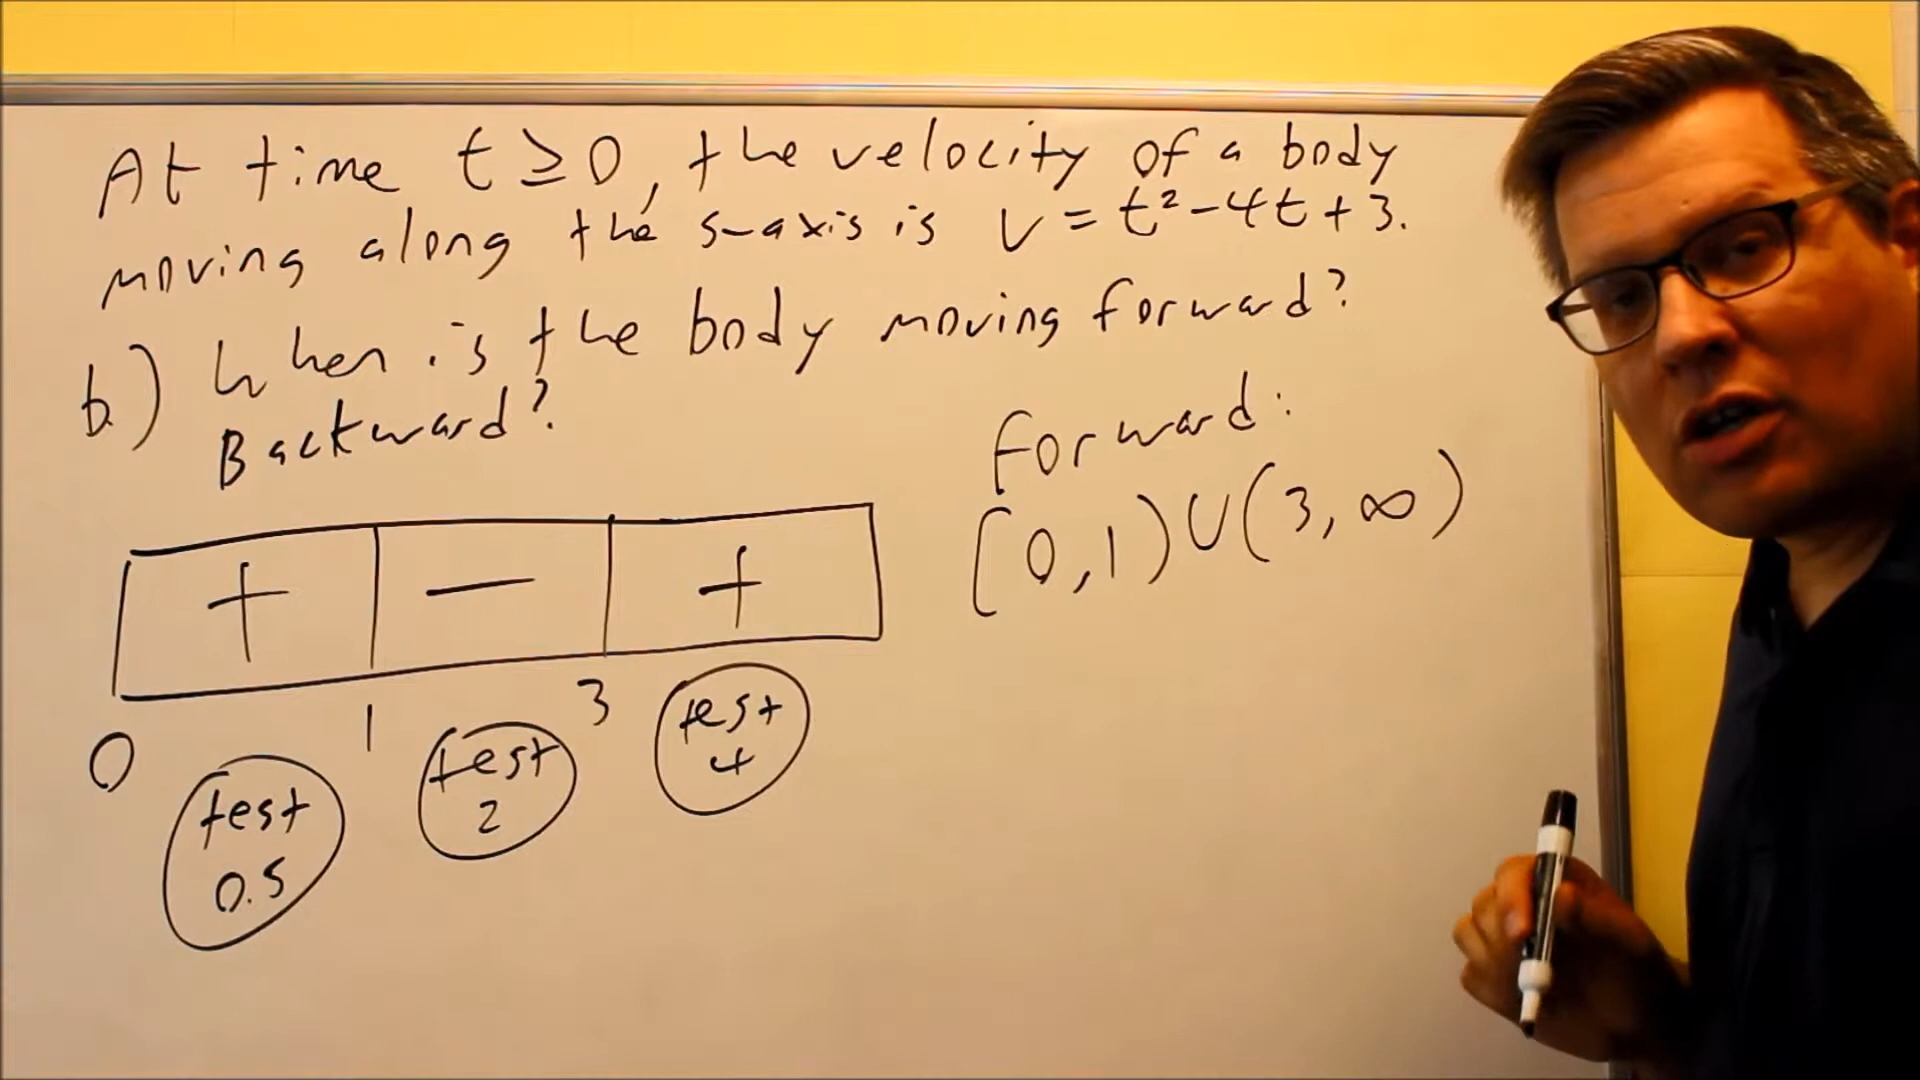 At time t ≥ 0, the velocity of a body
moving along the s-axis is v = t² - 4t + 3.
b.) When is the body moving forward?
Backward?
forward:
[0,1) ∪ (3, ∞)
+ — +
0 1 3
test 0.5
test 2
test 4